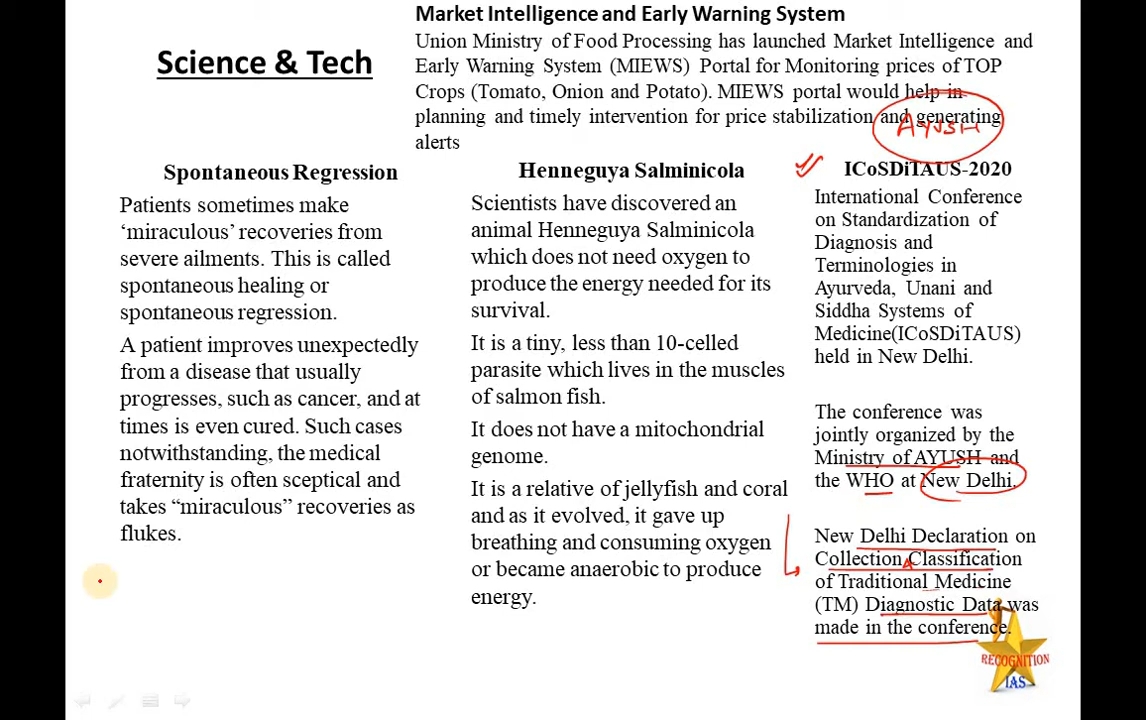 Science & Tech
Market Intelligence and Early Warning System
Union Ministry of Food Processing has launched Market Intelligence and
Early Warning System (MIEWS) Portal for Monitoring prices of TOP
Crops (Tomato, Onion and Potato). MIEWS portal would help in
planning and timely intervention for price stabilization and generating
alerts
AYUSH
Spontaneous Regression
Patients sometimes make
‘miraculous’ recoveries from
severe ailments. This is called
spontaneous healing or
spontaneous regression.
A patient improves unexpectedly
from a disease that usually
progresses, such as cancer, and at
times is even cured. Such cases
notwithstanding, the medical
fraternity is often sceptical and
takes “miraculous” recoveries as
flukes.
Henneguya Salminicola
Scientists have discovered an
animal Henneguya Salminicola
which does not need oxygen to
produce the energy needed for its
survival.
It is a tiny, less than 10-celled
parasite which lives in the muscles
of salmon fish.
It does not have a mitochondrial
genome.
It is a relative of jellyfish and coral
and as it evolved, it gave up
breathing and consuming oxygen
or became anaerobic to produce
energy.
ICoSDiTAUS-2020
International Conference
on Standardization of
Diagnosis and
Terminologies in
Ayurveda, Unani and
Siddha Systems of
Medicine(ICoSDiTAUS)
held in New Delhi.
The conference was
jointly organized by the
Ministry of AYUSH and
the WHO at New Delhi.
New Delhi Declaration on
Collection Classification
of Traditional Medicine
(TM) Diagnostic Data was
made in the conference.
RECOGNITION
IAS